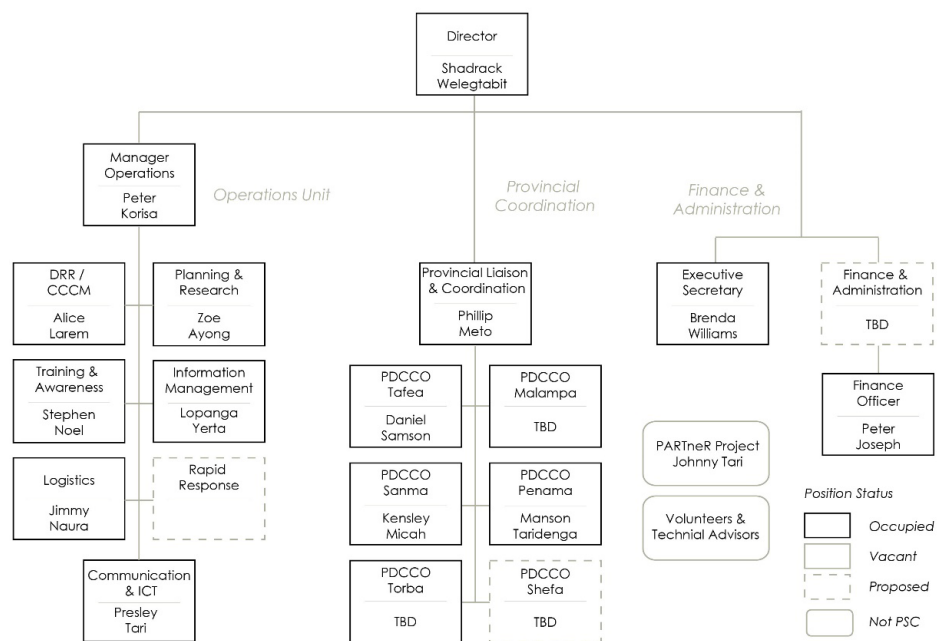 Director
Shadrack
Welegtabit
Manager
Operations
Peter
Korisa
Operations Unit
Provincial
Coordination
Finance &
Administration
DRR /
CCCM
Alice
Larem
Planning &
Research
Zoe
Ayong
Training &
Awareness
Stephen
Noel
Information
Management
Lopanga
Yerta
Logistics
Jimmy
Naura
Rapid
Response
Communication
& ICT
Presley
Tari
Provincial Liaison
& Coordination
Phillip
Meto
PDCCO
Tafea
Daniel
Samson
PDCCO
Malampa
TBD
PDCCO
Sanma
Kensley
Micah
PDCCO
Penama
Manson
Taridenga
PDCCO
Torba
TBD
PDCCO
Shefa
TBD
Executive
Secretary
Brenda
Williams
Finance &
Administration
TBD
Finance
Officer
Peter
Joseph
PARTneR Project
Johnny Tari
Volunteers &
Technial Advisors
Position Status
Occupied
Vacant
Proposed
Not PSC